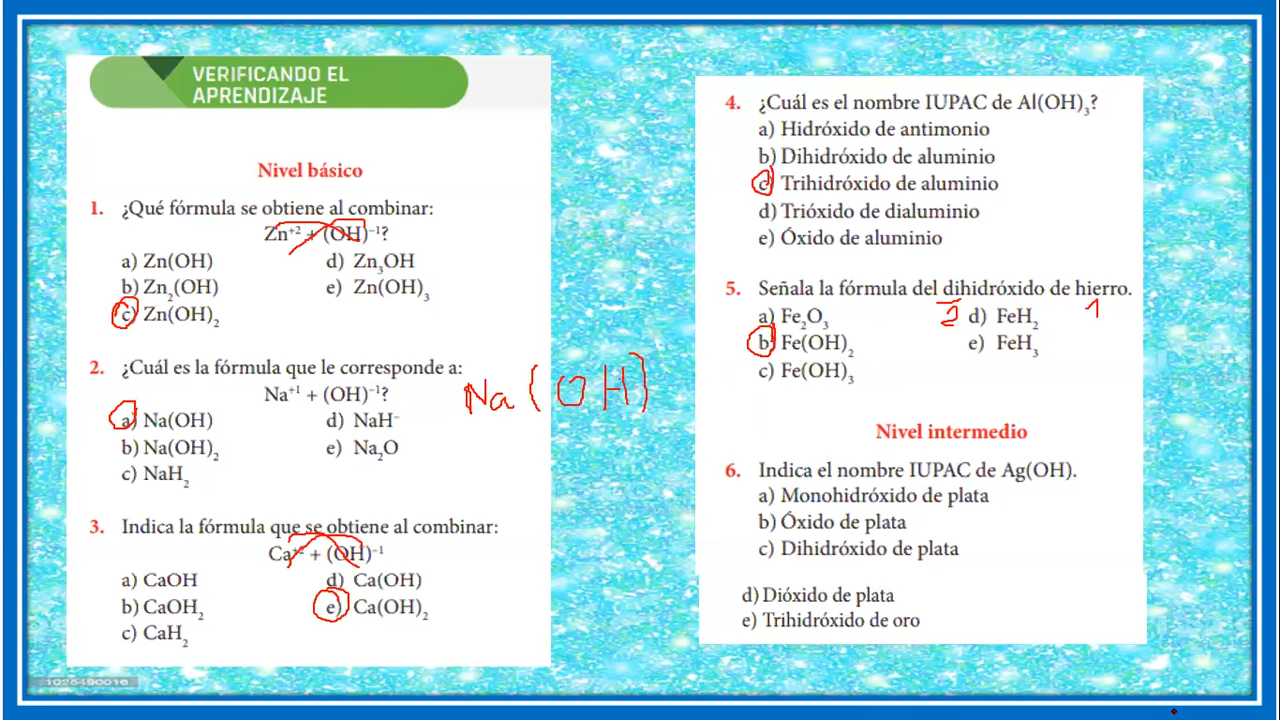 VERIFICANDO EL
APRENDIZAJE
Nivel básico
1. ¿Qué fórmula se obtiene al combinar:
Zn⁺² + (OH)⁻¹?
a) Zn(OH) d) Zn₃OH
b) Zn₂(OH) e) Zn(OH)₃
c) Zn(OH)₂
2. ¿Cuál es la fórmula que le corresponde a:
Na⁺¹ + (OH)⁻¹?
Na(OH)
a) Na(OH) d) NaH⁻
b) Na(OH)₂ e) Na₂O
c) NaH₂
3. Indica la fórmula que se obtiene al combinar:
Ca⁺² + (OH)⁻¹
a) CaOH d) Ca(OH)
b) CaOH₂ e) Ca(OH)₂
c) CaH₂
1028490016
4. ¿Cuál es el nombre IUPAC de Al(OH)₃?
a) Hidróxido de antimonio
b) Dihidróxido de aluminio
c) Trihidróxido de aluminio
d) Trióxido de dialuminio
e) Óxido de aluminio
5. Señala la fórmula del dihidróxido de hierro.
2 1
a) Fe₂O₃ d) FeH₂
b) Fe(OH)₂ e) FeH₃
c) Fe(OH)₃
Nivel intermedio
6. Indica el nombre IUPAC de Ag(OH).
a) Monohidróxido de plata
b) Óxido de plata
c) Dihidróxido de plata
d) Dióxido de plata
e) Trihidróxido de oro